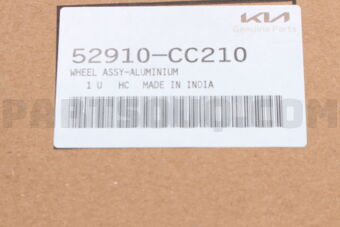 KIA
Genuine Parts
52910-CC210
WHEEL ASSY-ALUMINIUM
1 U HC MADE IN INDIA
PARTSOUQ.COM